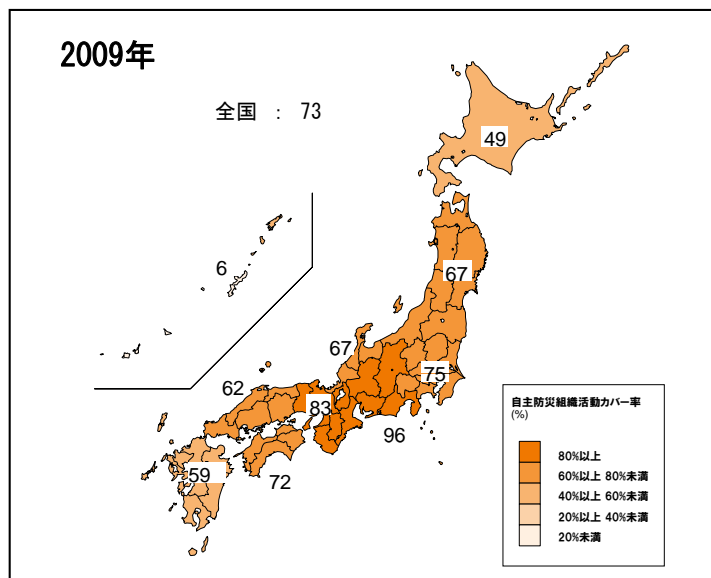 2009年
全国 : 73
49
6
67
67
75
62
83
96
59
72
自主防災組織活動カバー率
(%)
80%以上
60%以上 80%未満
40%以上 60%未満
20%以上 40%未満
20%未満